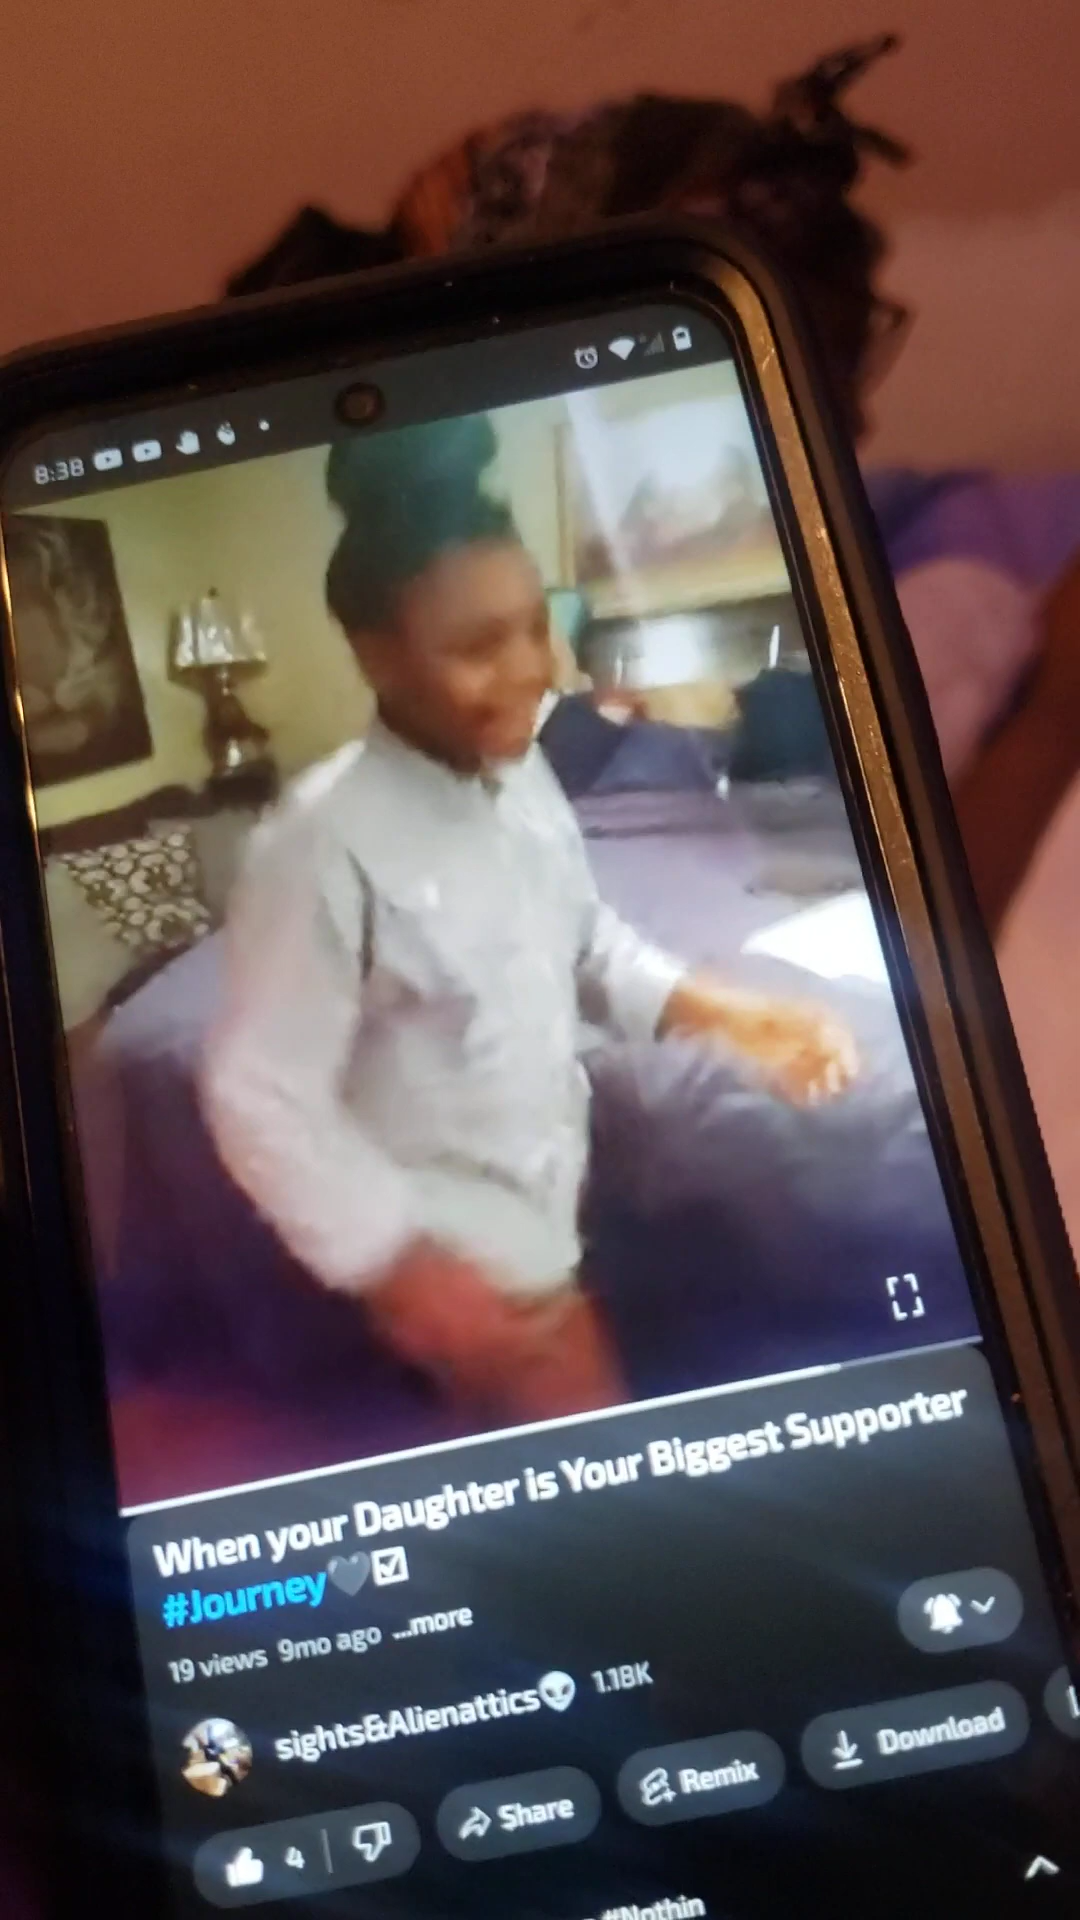 8:38
When your Daughter is Your Biggest Supporter
#Journey🖤☑
19 views 9mo ago ...more
sights&Alienattics👽 1.18K
4 Share Remix Download
#Nothin